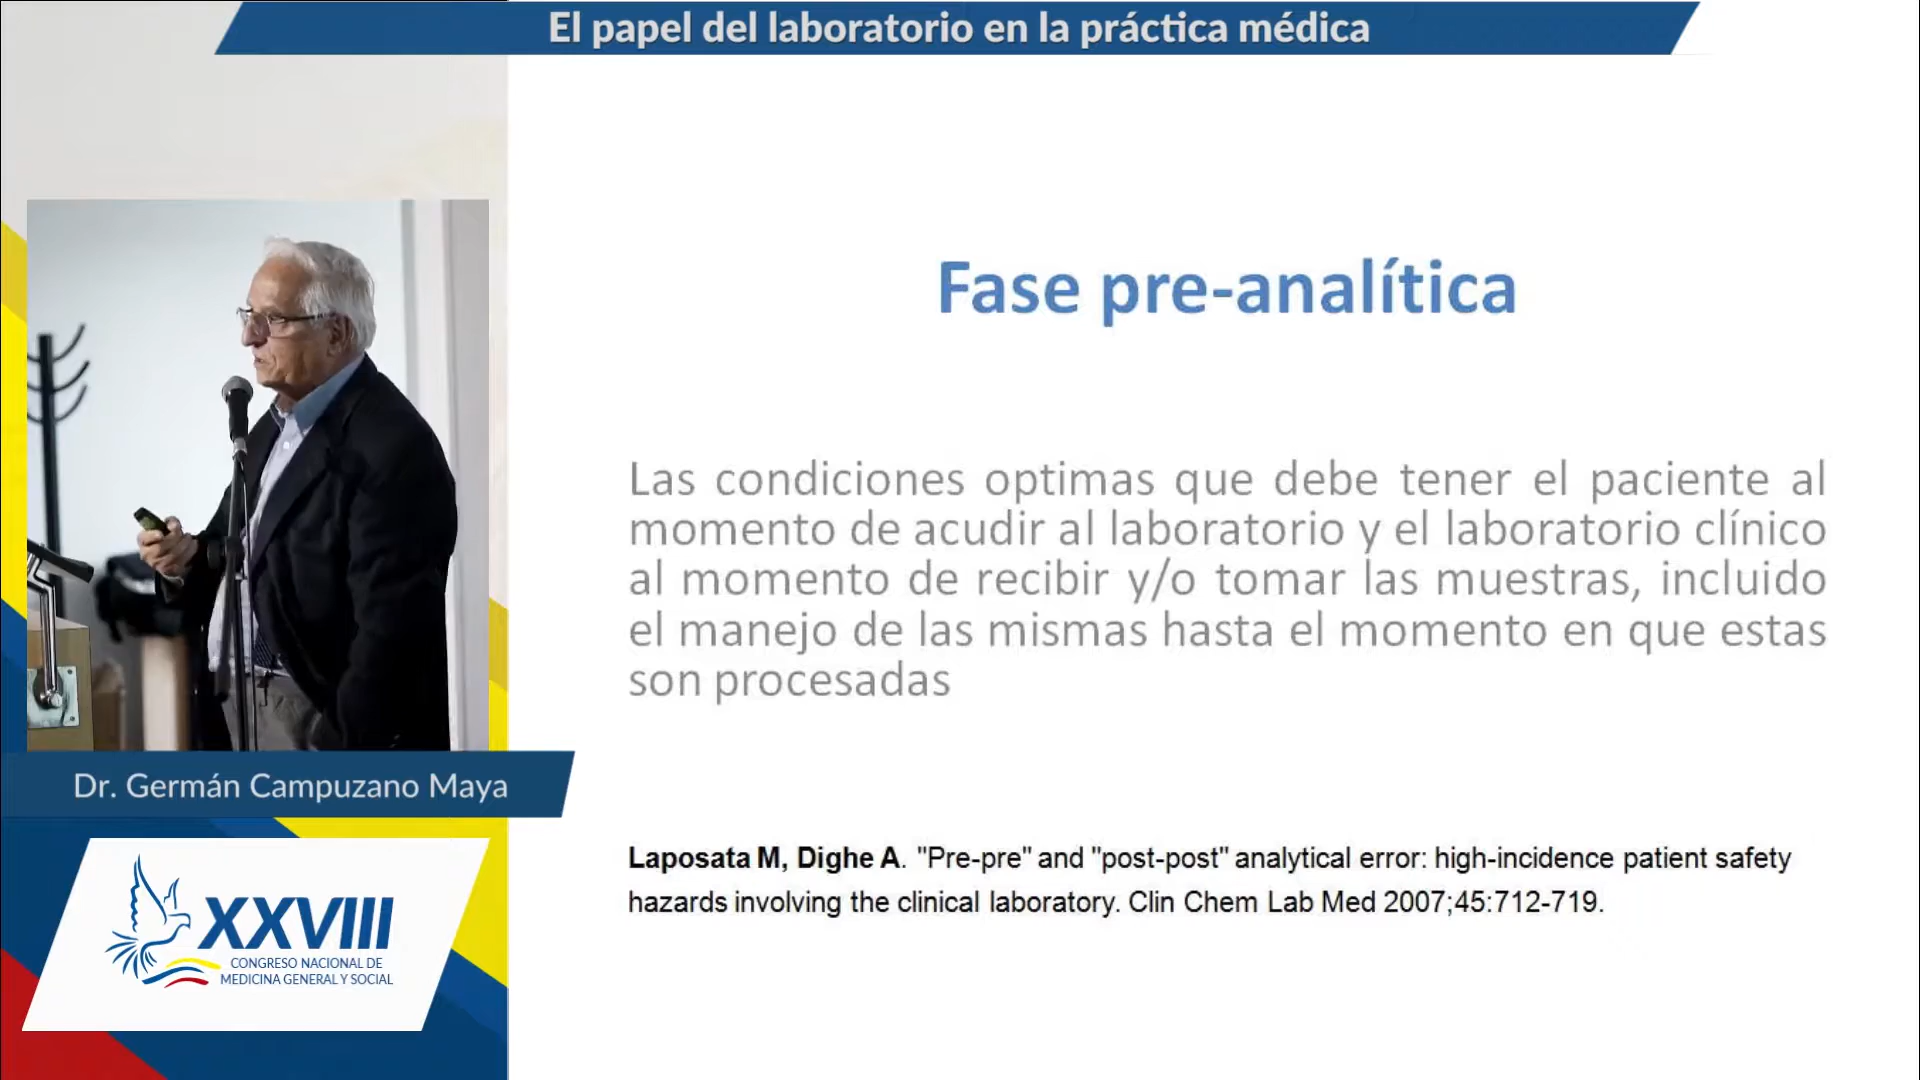 El papel del laboratorio en la práctica médica
Fase pre-analítica
Las condiciones optimas que debe tener el paciente al
momento de acudir al laboratorio y el laboratorio clínico
al momento de recibir y/o tomar las muestras, incluido
el manejo de las mismas hasta el momento en que estas
son procesadas
Laposata M, Dighe A. "Pre-pre" and "post-post" analytical error: high-incidence patient safety
hazards involving the clinical laboratory. Clin Chem Lab Med 2007;45:712-719.
Dr. Germán Campuzano Maya
XXVIII
CONGRESO NACIONAL DE
MEDICINA GENERAL Y SOCIAL